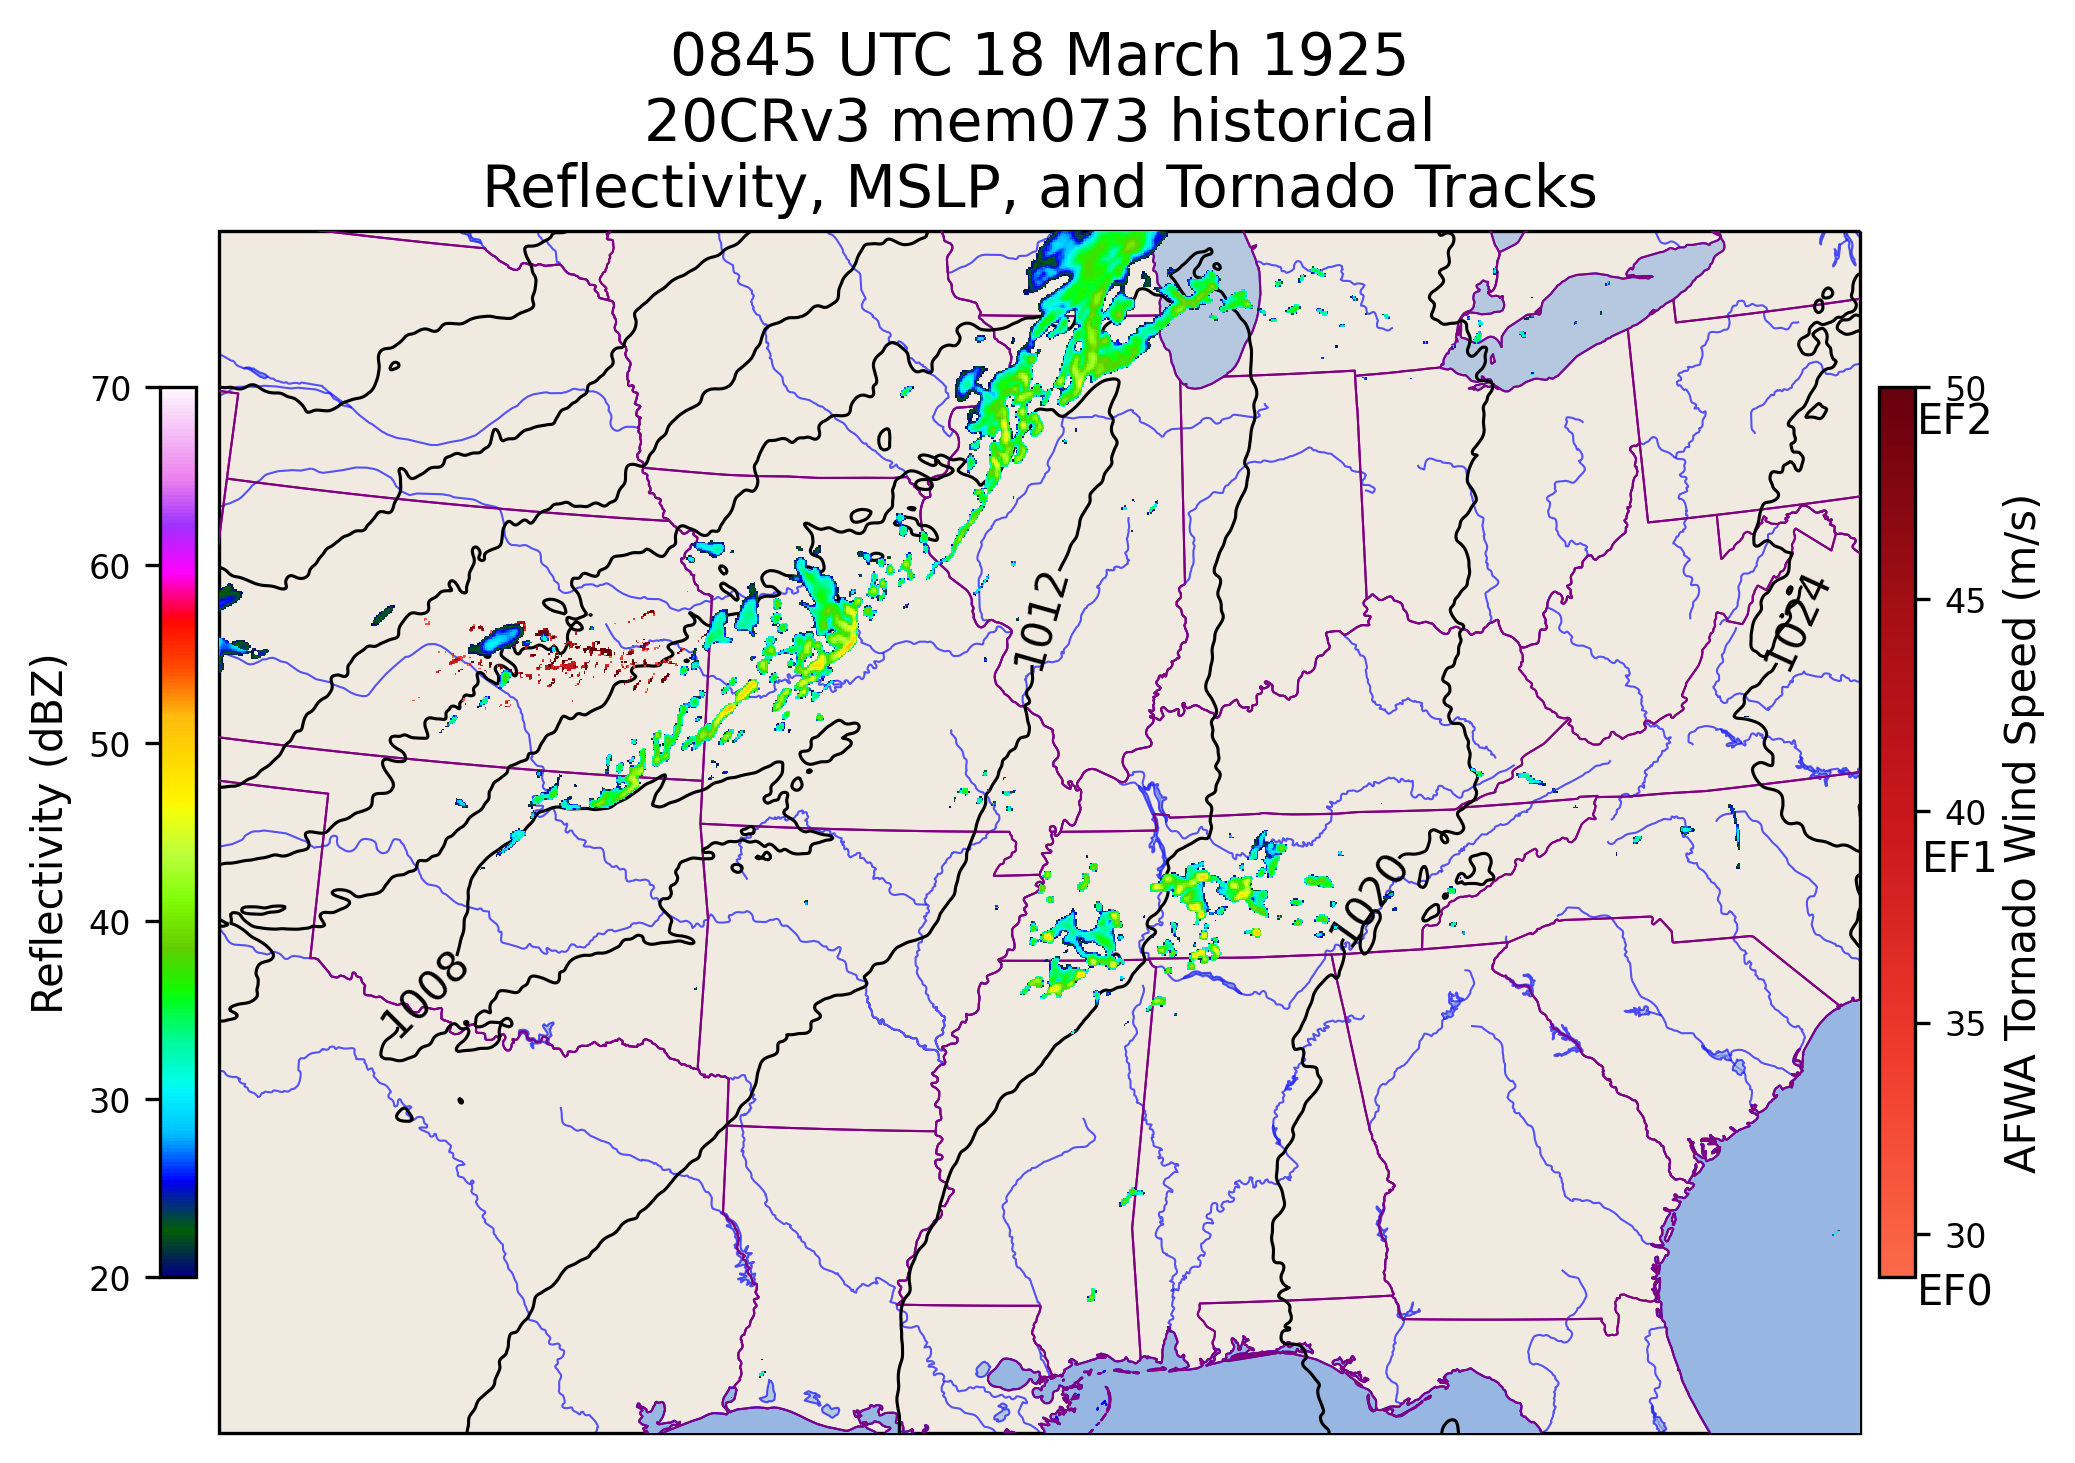 0845 UTC 18 March 1925
20CRv3 mem073 historical
Reflectivity, MSLP, and Tornado Tracks
Reflectivity (dBZ)
70
60
50
40
30
20
1012
1024
1020
1008
50
EF2
45
40
EF1
35
30
EF0
AFWA Tornado Wind Speed (m/s)